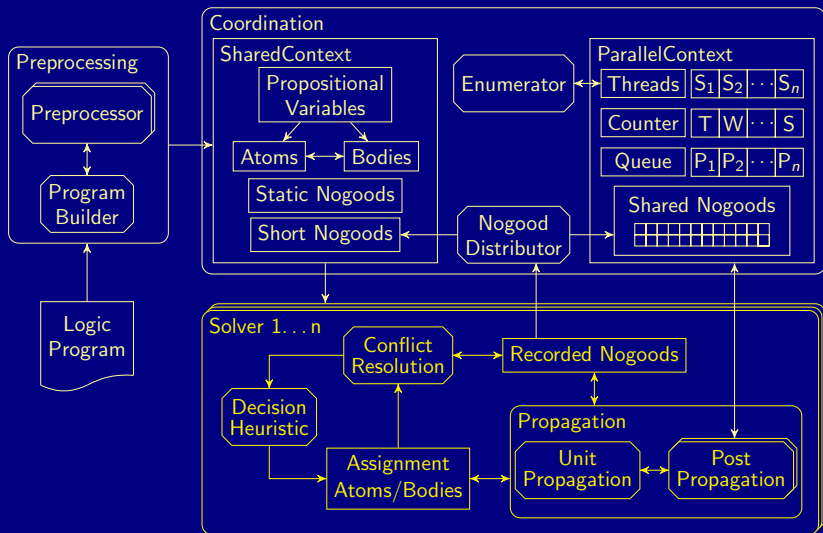 Preprocessing
Preprocessor
Program
Builder
Logic
Program
Coordination
SharedContext
Propositional
Variables
Atoms
Bodies
Static Nogoods
Short Nogoods
Enumerator
Nogood
Distributor
ParallelContext
Threads S1 S2 ··· Sn
Counter T W ··· S
Queue P1 P2 ··· Pn
Shared Nogoods
Solver 1...n
Conflict
Resolution
Recorded Nogoods
Decision
Heuristic
Assignment
Atoms/Bodies
Propagation
Unit
Propagation
Post
Propagation